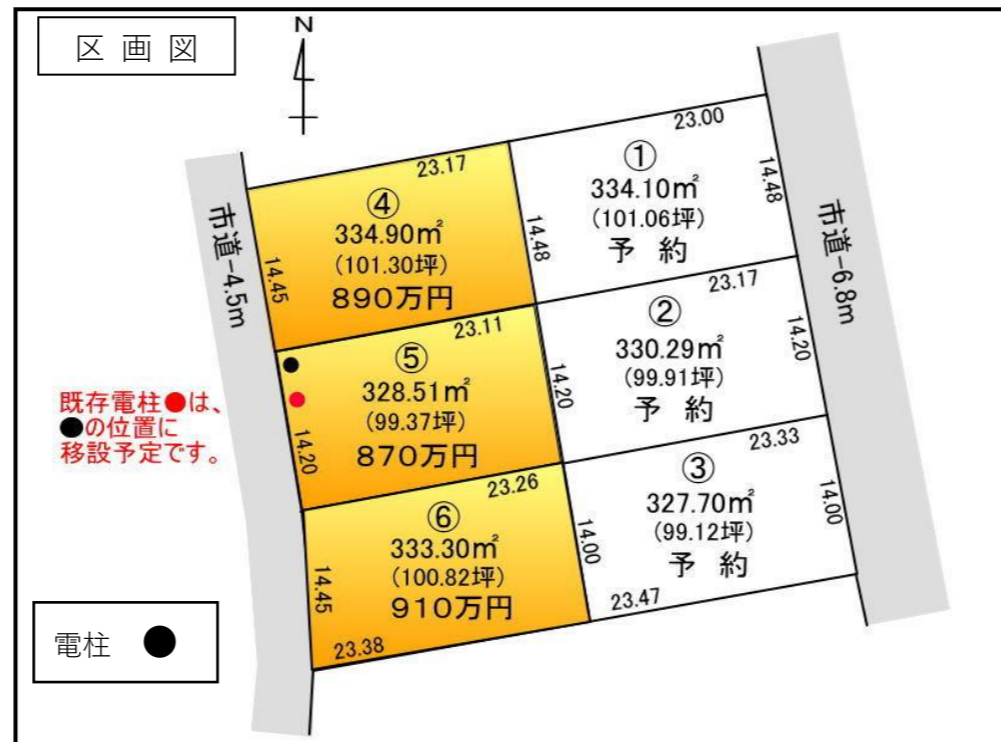 区画図
N
23.00
①
334.10㎡
(101.06坪)
予 約
14.48
23.17
④
334.90㎡
(101.30坪)
890万円
14.45
14.48
市道-4.5m
市道-6.8m
23.17
②
330.29㎡
(99.91坪)
予 約
14.20
23.11
⑤
328.51㎡
(99.37坪)
870万円
14.20
14.20
既存電柱●は、
●の位置に
移設予定です。
23.33
③
327.70㎡
(99.12坪)
予 約
14.00
23.47
23.26
⑥
333.30㎡
(100.82坪)
910万円
14.45
14.00
23.38
電柱 ●